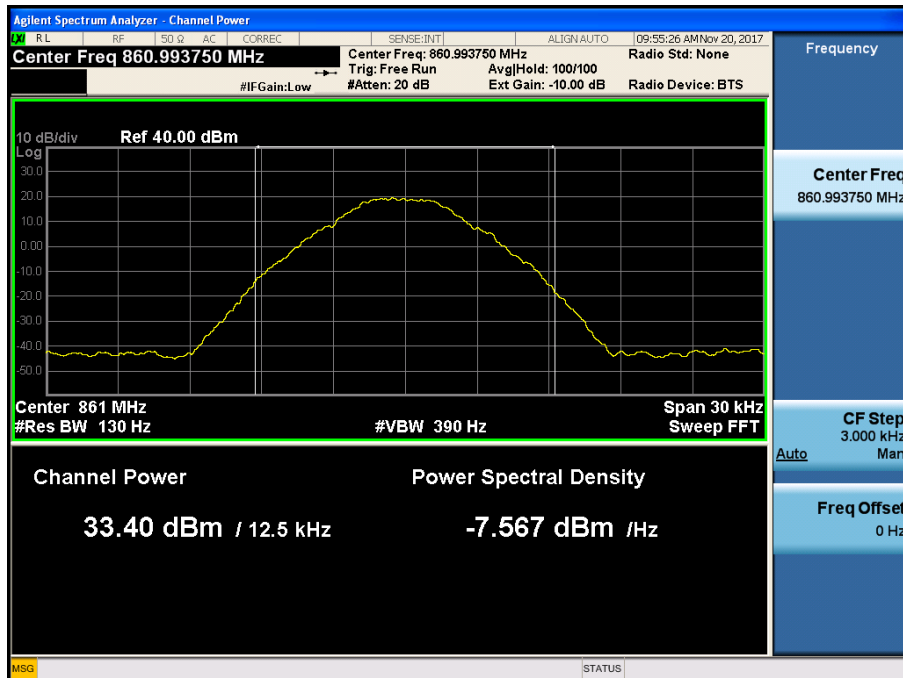 Agilent Spectrum Analyzer - Channel Power
LXI RL RF 50 Ω AC CORREC SENSE:INT ALIGN AUTO 09:55:26 AM Nov 20, 2017
Center Freq 860.993750 MHz
Center Freq: 860.993750 MHz
Radio Std: None
Trig: Free Run
Avg|Hold: 100/100
#IFGain:Low
#Atten: 20 dB
Ext Gain: -10.00 dB
Radio Device: BTS
10 dB/div
Ref 40.00 dBm
Log
30.0
20.0
10.0
0.00
-10.0
-20.0
-30.0
-40.0
-50.0
Center 861 MHz
Span 30 kHz
#Res BW 130 Hz
#VBW 390 Hz
Sweep FFT
Channel Power
Power Spectral Density
33.40 dBm / 12.5 kHz
-7.567 dBm /Hz
Frequency
Center Freq
860.993750 MHz
CF Step
3.000 kHz
Auto Man
Freq Offset
0 Hz
MSG
STATUS